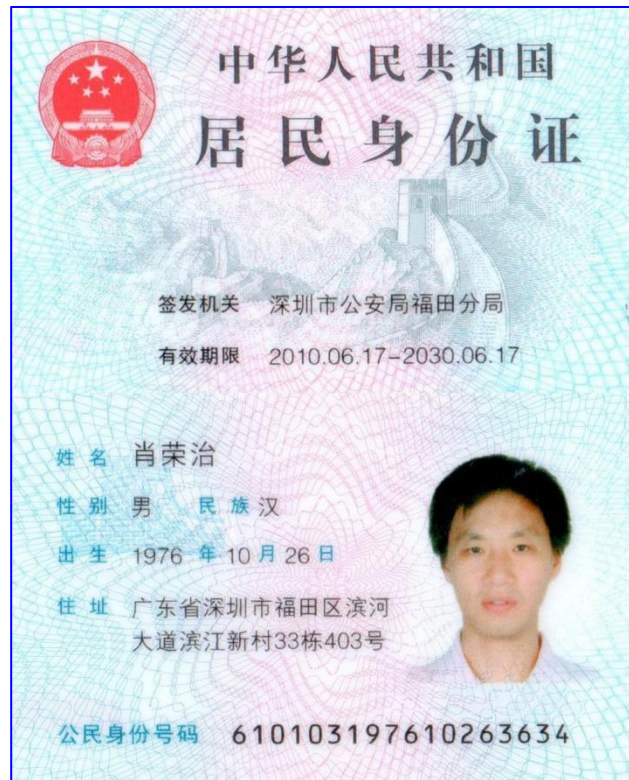 中华人民共和国
居民身份证
签发机关 深圳市公安局福田分局
有效期限 2010.06.17-2030.06.17
姓名 肖荣治
性别 男 民族 汉
出生 1976 年 10 月 26 日
住址 广东省深圳市福田区滨河
大道滨江新村33栋403号
公民身份号码 610103197610263634